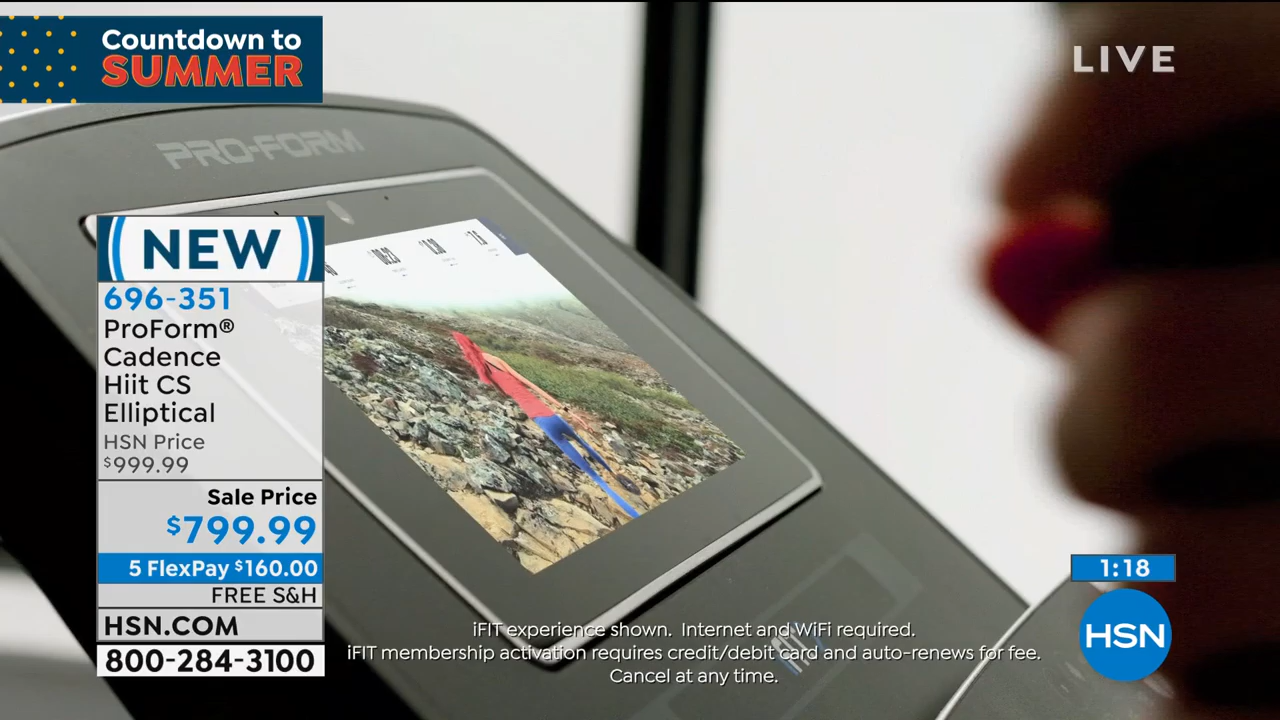 Countdown to
SUMMER
LIVE
PRO-FORM
NEW
696-351
ProForm®
Cadence
Hiit CS
Elliptical
HSN Price
$999.99
Sale Price
$799.99
5 FlexPay $160.00
FREE S&H
HSN.COM
800-284-3100
1:18
HSN
iFIT experience shown. Internet and WiFi required.
iFIT membership activation requires credit/debit card and auto-renews for fee.
Cancel at any time.